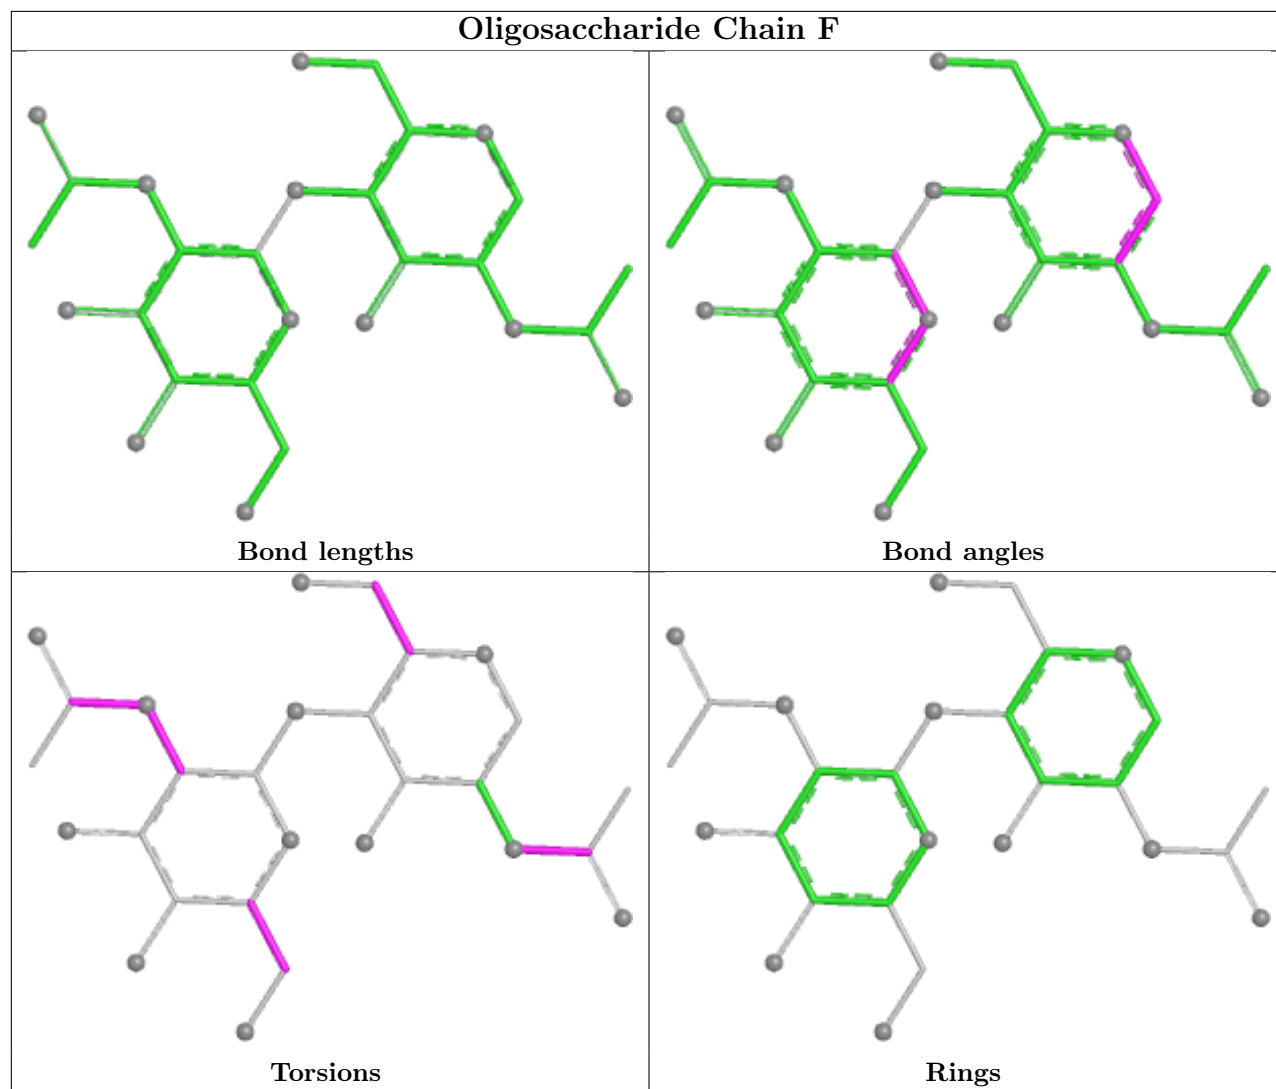 Oligosaccharide Chain F
Bond lengths
Bond angles
Torsions
Rings